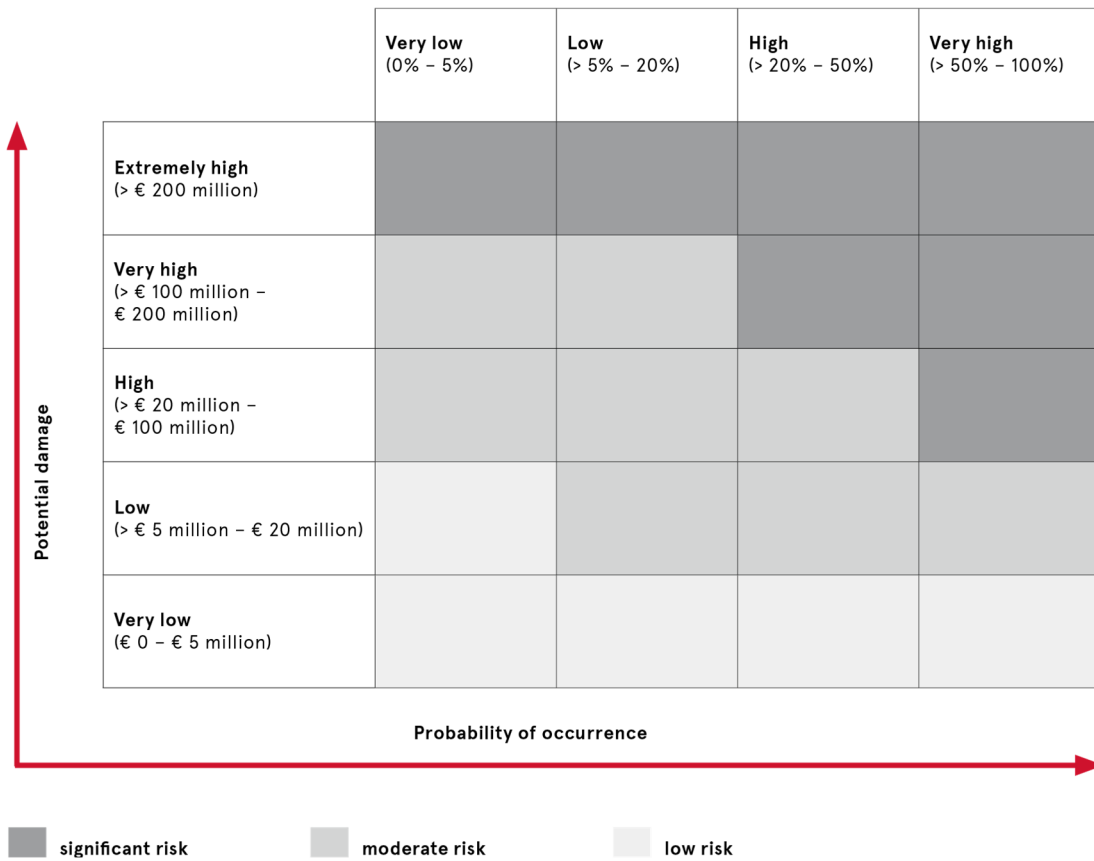 Very low
(0% – 5%)
Low
(> 5% – 20%)
High
(> 20% – 50%)
Very high
(> 50% – 100%)
Extremely high
(> € 200 million)
Very high
(> € 100 million –
€ 200 million)
High
(> € 20 million –
€ 100 million)
Low
(> € 5 million – € 20 million)
Very low
(€ 0 – € 5 million)
Potential damage
Probability of occurrence
significant risk
moderate risk
low risk